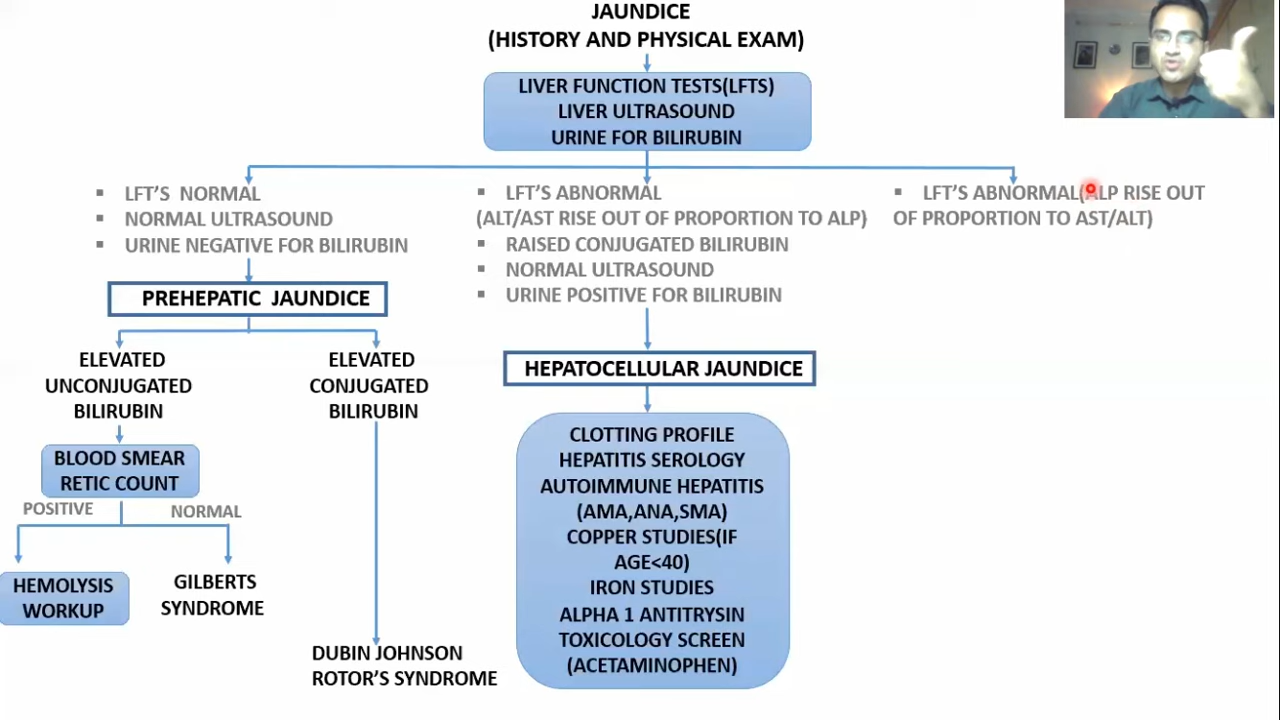 JAUNDICE
(HISTORY AND PHYSICAL EXAM)
LIVER FUNCTION TESTS(LFTS)
LIVER ULTRASOUND
URINE FOR BILIRUBIN
▪ LFT'S NORMAL
▪ NORMAL ULTRASOUND
▪ URINE NEGATIVE FOR BILIRUBIN
PREHEPATIC JAUNDICE
ELEVATED
UNCONJUGATED
BILIRUBIN
BLOOD SMEAR
RETIC COUNT
POSITIVE
NORMAL
HEMOLYSIS
WORKUP
GILBERTS
SYNDROME
ELEVATED
CONJUGATED
BILIRUBIN
DUBIN JOHNSON
ROTOR'S SYNDROME
▪ LFT'S ABNORMAL
(ALT/AST RISE OUT OF PROPORTION TO ALP)
▪ RAISED CONJUGATED BILIRUBIN
▪ NORMAL ULTRASOUND
▪ URINE POSITIVE FOR BILIRUBIN
HEPATOCELLULAR JAUNDICE
CLOTTING PROFILE
HEPATITIS SEROLOGY
AUTOIMMUNE HEPATITIS
(AMA,ANA,SMA)
COPPER STUDIES(IF
AGE<40)
IRON STUDIES
ALPHA 1 ANTITRYSIN
TOXICOLOGY SCREEN
(ACETAMINOPHEN)
▪ LFT'S ABNORMAL(ALP RISE OUT
OF PROPORTION TO AST/ALT)